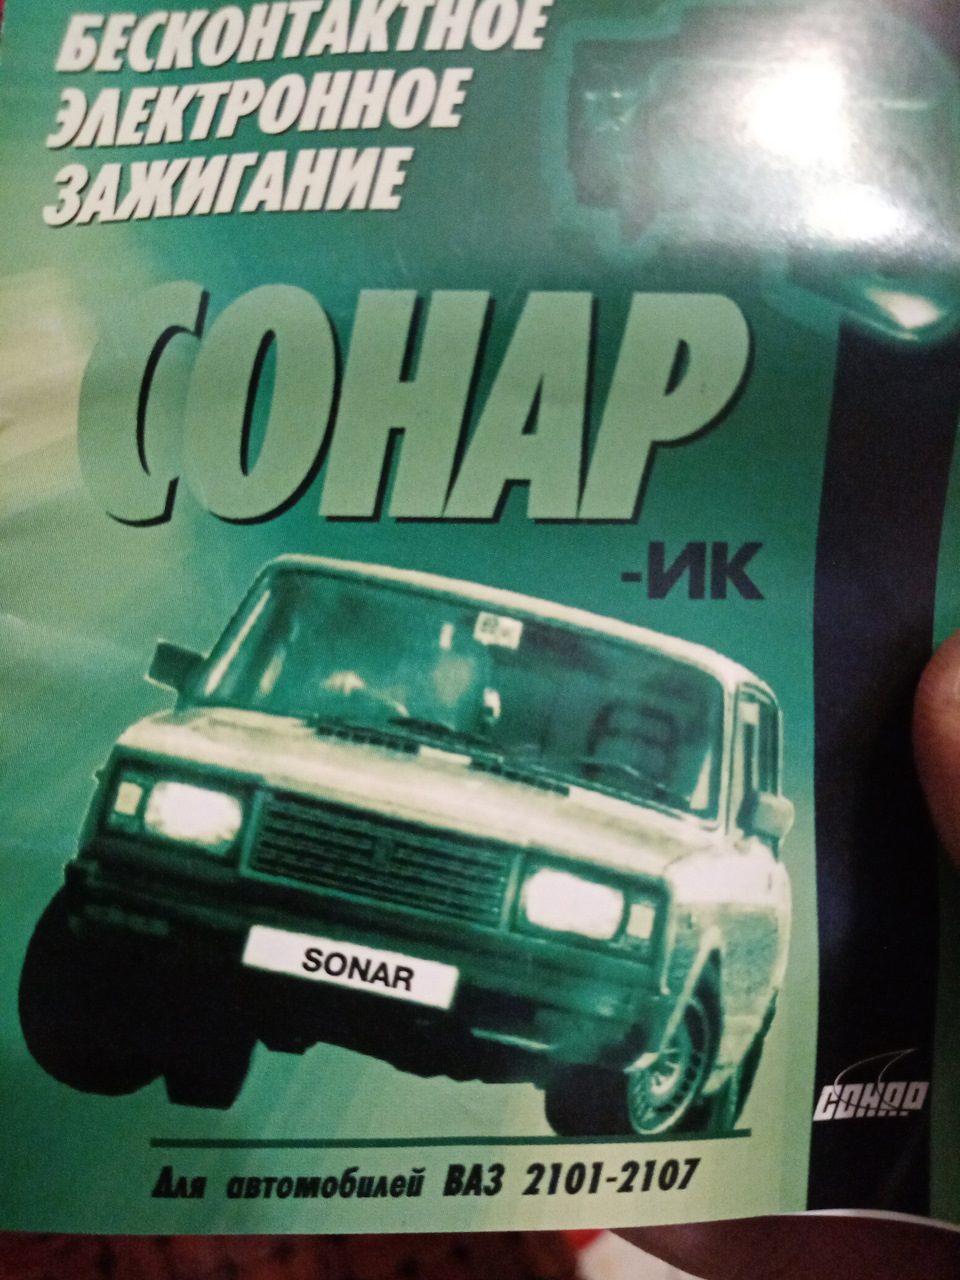 БЕСКОНТАКТНОЕ
ЭЛЕКТРОННОЕ
ЗАЖИГАНИЕ
СОНАР
-ИК
SONAR
СОНАР
Для автомобилей ВАЗ 2101-2107